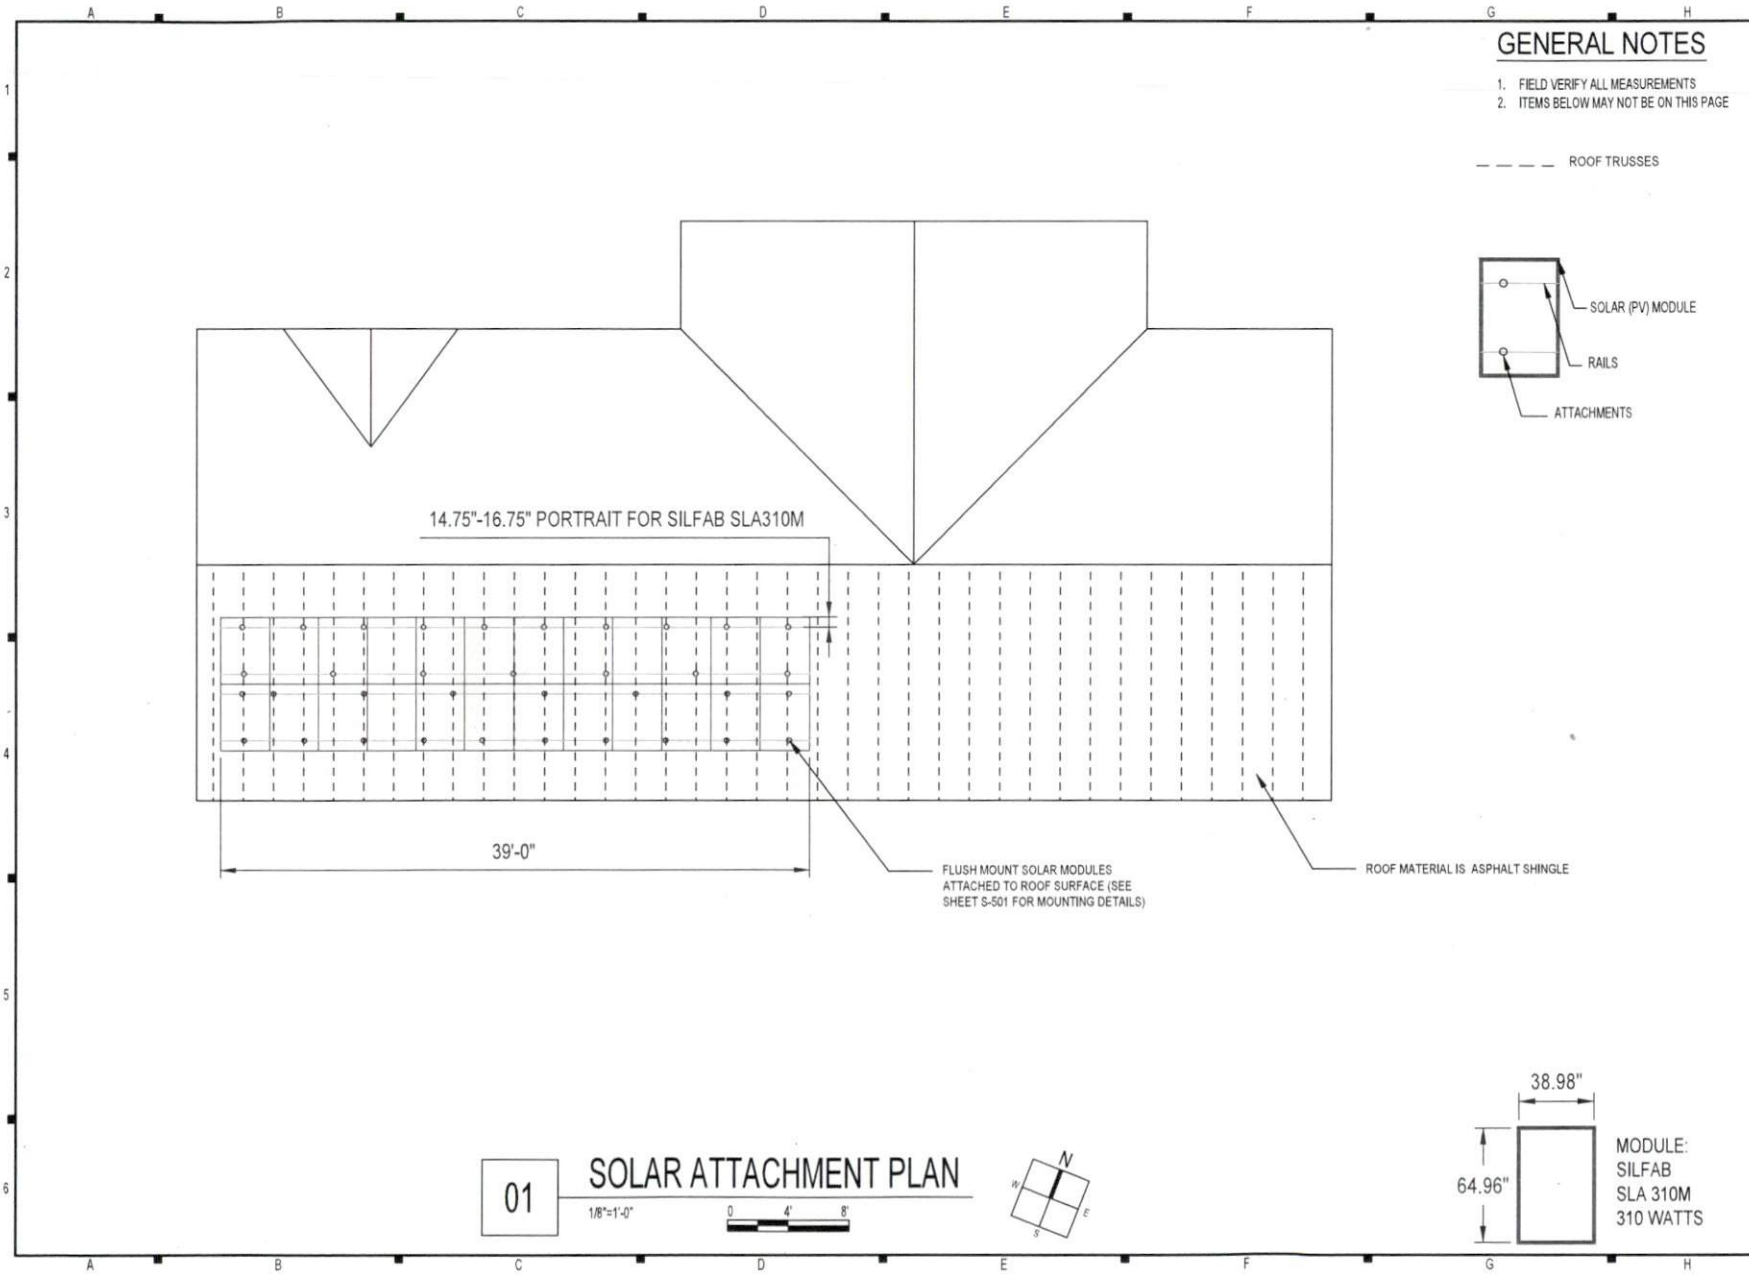 A B C D E F G H
GENERAL NOTES
1. FIELD VERIFY ALL MEASUREMENTS
2. ITEMS BELOW MAY NOT BE ON THIS PAGE
1
ROOF TRUSSES
2
SOLAR (PV) MODULE
RAILS
ATTACHMENTS
3
14.75"-16.75" PORTRAIT FOR SILFAB SLA310M
4
39'-0"
FLUSH MOUNT SOLAR MODULES
ATTACHED TO ROOF SURFACE (SEE
SHEET S-501 FOR MOUNTING DETAILS)
ROOF MATERIAL IS ASPHALT SHINGLE
5
38.98"
64.96"
MODULE:
SILFAB
SLA 310M
310 WATTS
6
01
SOLAR ATTACHMENT PLAN
1/8"=1'-0"
0 4' 8'
N
W
E
S
A B C D E F G H